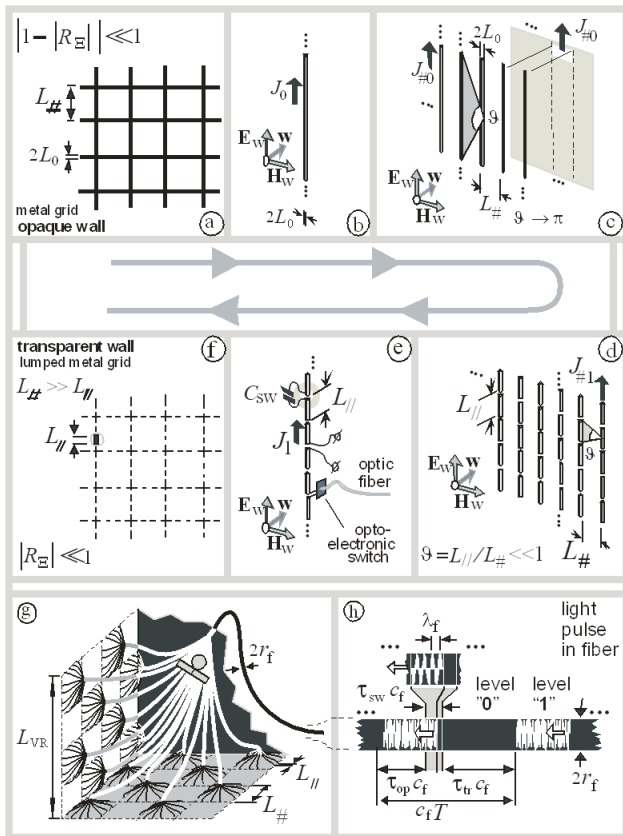 |1−|R_Ξ||≪1
L_#
2L_0
metal grid
opaque wall
a
J_0
E_W
w
H_W
2L_0
b
J_#0
2L_0
J_#0
ϑ
E_W
w
H_W
L_#
ϑ → π
c
transparent wall
lumped metal grid
f
L_# >> L_//
L_//
|R_Ξ|≪1
e
C_SW
L_//
J_1
optic
fiber
E_W
w
H_W
opto-
electronic
switch
d
J_#1
L_//
ϑ
E_W
w
H_W
L_#
ϑ=L_///L_#<<1
g
2r_f
L_VR
L_//
L_#
h
λ_f
light
pulse
in fiber
τ_sw c_f
level
"0"
level
"1"
τ_op c_f
τ_tr c_f
2r_f
c_f T